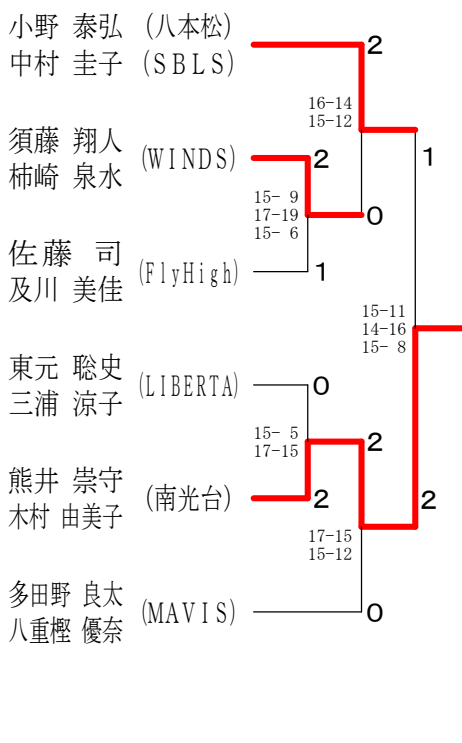 小野 泰弘 (八本松)
中村 圭子 (SBLS)
2
16-14
15-12
1
須藤 翔人
柿崎 泉水
(WINDS)
2
15- 9
17-19
15- 6
0
佐藤 司
及川 美佳
(FlyHigh)
1
15-11
14-16
15- 8
東元 聡史
三浦 涼子
(LIBERTA)
0
15- 5
17-15
2
熊井 崇守
木村 由美子
(南光台)
2
2
17-15
15-12
多田野 良太
八重樫 優奈
(MAVIS)
0